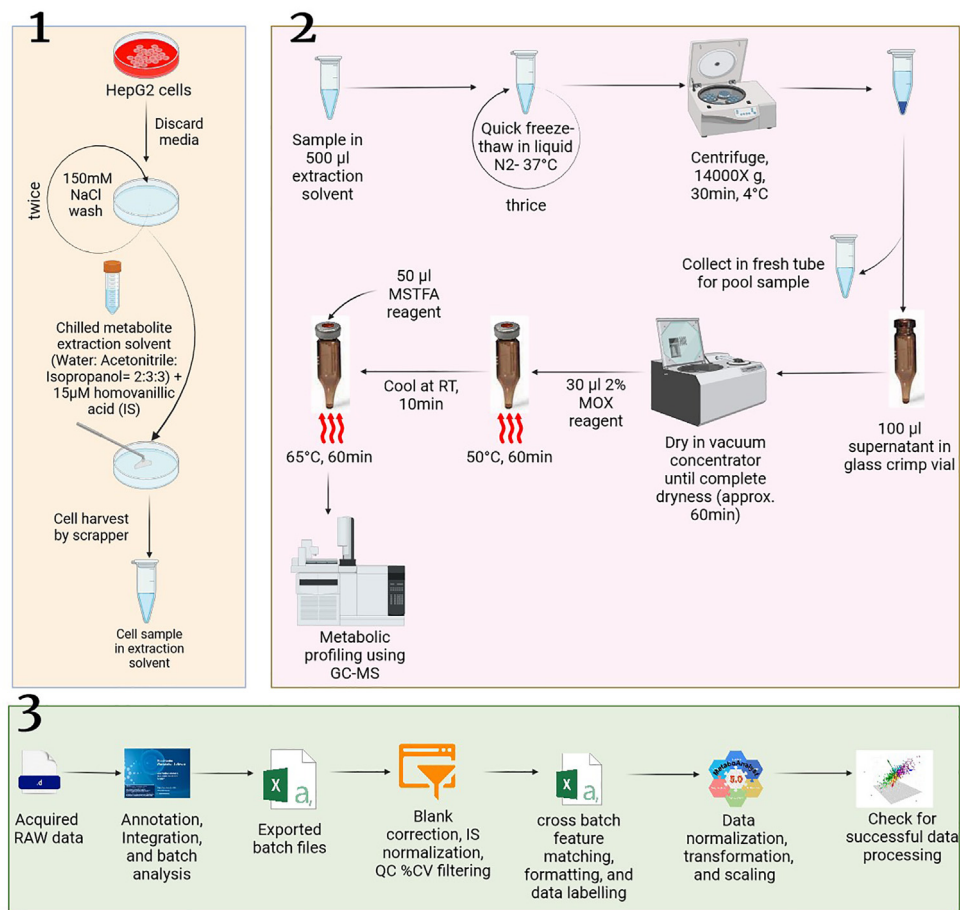 1
HepG2 cells
Discard
media
twice
150mM
NaCl
wash
Chilled metabolite
extraction solvent
(Water: Acetonitrile:
Isopropanol= 2:3:3) +
15µM homovanillic
acid (IS)
Cell harvest
by scrapper
Cell sample
in extraction
solvent
2
Sample in
500 µl
extraction
solvent
Quick freeze-
thaw in liquid
N2- 37°C
thrice
Centrifuge,
14000X g,
30min, 4°C
Collect in fresh tube
for pool sample
100 µl
supernatant in
glass crimp vial
Dry in vacuum
concentrator
until complete
dryness (approx.
60min)
30 µl 2%
MOX
reagent
50°C, 60min
Cool at RT,
10min
50 µl
MSTFA
reagent
65°C, 60min
Metabolic
profiling using
GC-MS
3
.d
Acquired
RAW data
Annotation,
Integration,
and batch
analysis
X
a,
Exported
batch files
Blank
correction, IS
normalization,
QC %CV filtering
X
a,
cross batch
feature
matching,
formatting, and
data labelling
MetaboAnalyst
5.0
Data
normalization,
transformation,
and scaling
Check for
successful data
processing